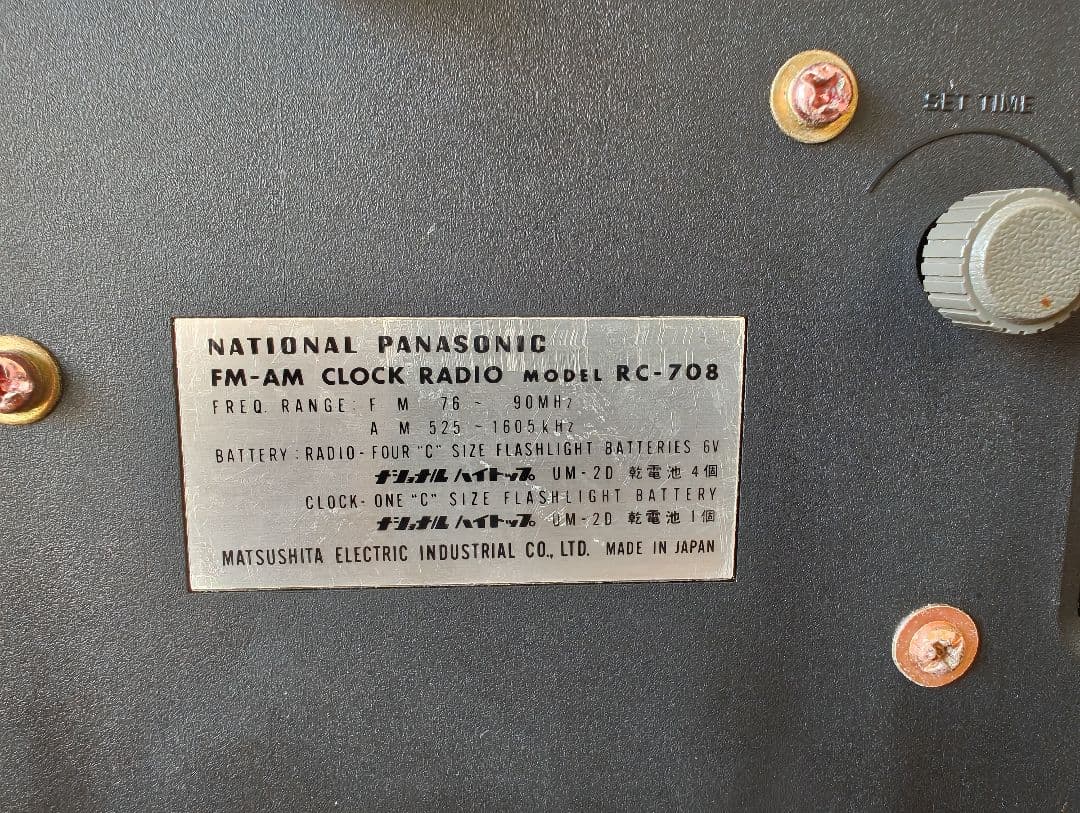 SET TIME
NATIONAL PANASONIC
FM-AM CLOCK RADIO MODEL RC-708
FREQ. RANGE: F M 76 ~ 90MHz
A M 525 ~ 1605kHz
BATTERY: RADIO- FOUR "C" SIZE FLASHLIGHT BATTERIES 6V
ナショナル ハイトップ UM-2D 乾電池 4個
CLOCK- ONE "C" SIZE FLASHLIGHT BATTERY
ナショナル ハイトップ UM-2D 乾電池 1個
MATSUSHITA ELECTRIC INDUSTRIAL CO., LTD. MADE IN JAPAN